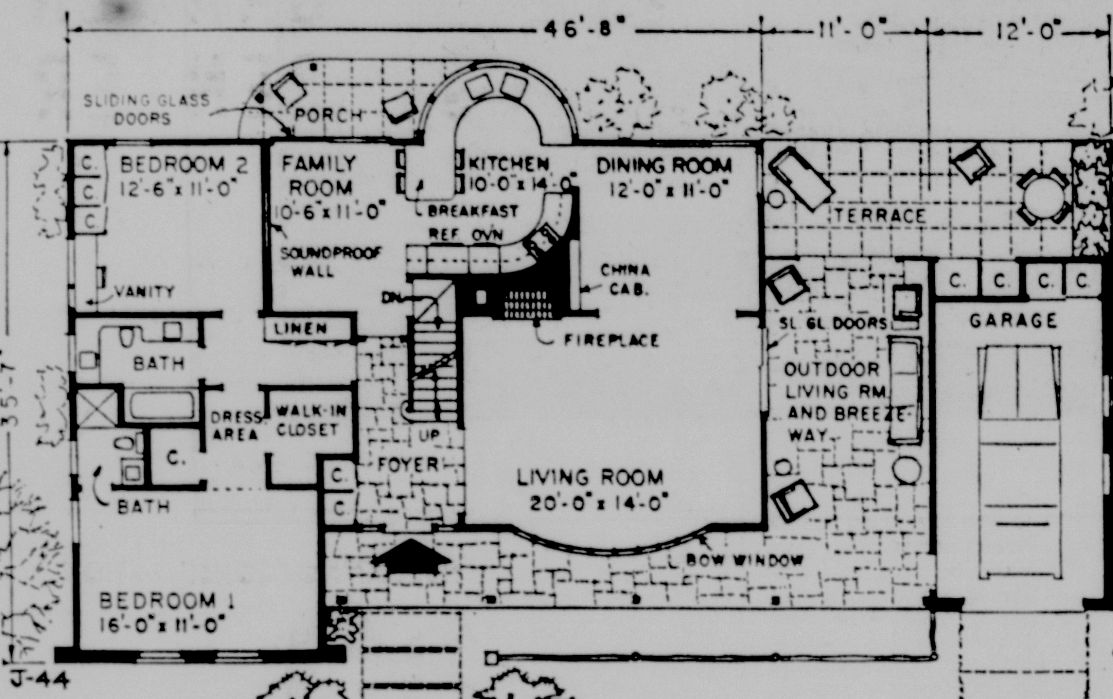 46'-8"
11'-0"
12'-0"
SLIDING GLASS
DOORS
PORCH
C.
C.
C.
BEDROOM 2
12'-6" x 11'-0"
FAMILY
ROOM
10'-6" x 11'-0"
KITCHEN
10'-0" x 14'-0"
DINING ROOM
12'-0" x 11'-0"
TERRACE
BREAKFAST
REF. OVN
SOUNDPROOF
WALL
VANITY
CHINA
CAB.
DN
C.
C.
C.
C.
LINEN
FIREPLACE
SL. GL. DOORS
GARAGE
BATH
OUTDOOR
LIVING RM.
AND BREEZE-
WAY
DRESS.
AREA
WALK-IN
CLOSET
UP
C.
FOYER
C.
C.
LIVING ROOM
20'-0" x 14'-0"
BATH
BOW WINDOW
BEDROOM 1
16'-0" x 11'-0"
35'-7"
J-44